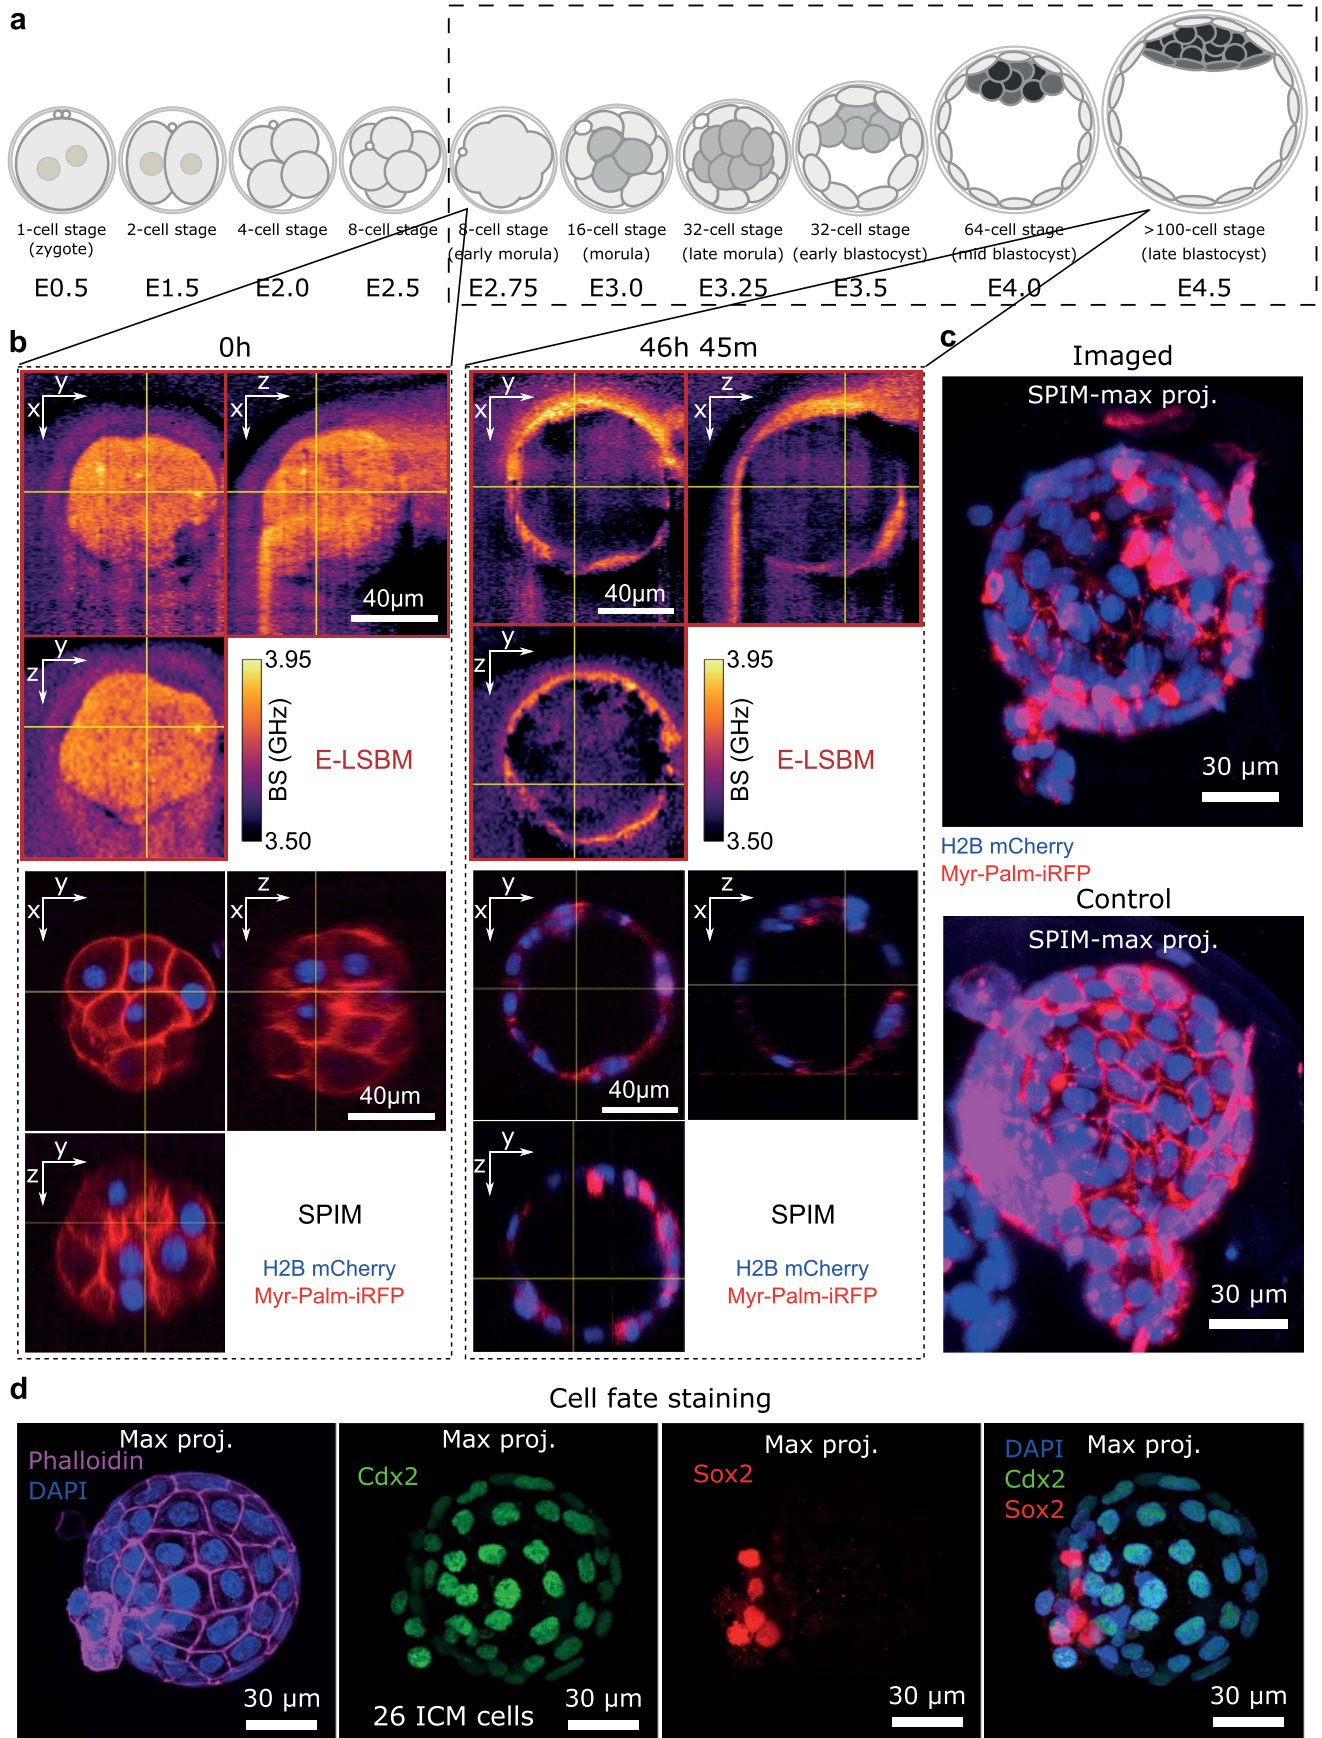 a
1-cell stage
(zygote)
E0.5
2-cell stage
E1.5
4-cell stage
E2.0
8-cell stage
E2.5
8-cell stage
(early morula)
E2.75
16-cell stage
(morula)
E3.0
32-cell stage
(late morula)
E3.25
32-cell stage
(early blastocyst)
E3.5
64-cell stage
(mid blastocyst)
E4.0
>100-cell stage
(late blastocyst)
E4.5
b
0h
y
x
z
x
40µm
y
z
3.95
BS (GHz)
3.50
E-LSBM
y
x
z
x
40µm
y
z
SPIM
H2B mCherry
Myr-Palm-iRFP
46h 45m
y
x
z
x
40µm
y
z
3.95
BS (GHz)
3.50
E-LSBM
y
x
z
x
40µm
y
z
SPIM
H2B mCherry
Myr-Palm-iRFP
c
Imaged
SPIM-max proj.
30 µm
H2B mCherry
Myr-Palm-iRFP
Control
SPIM-max proj.
30 µm
d
Cell fate staining
Max proj.
Phalloidin
DAPI
30 µm
Max proj.
Cdx2
26 ICM cells
30 µm
Max proj.
Sox2
30 µm
DAPI
Max proj.
Cdx2
Sox2
30 µm